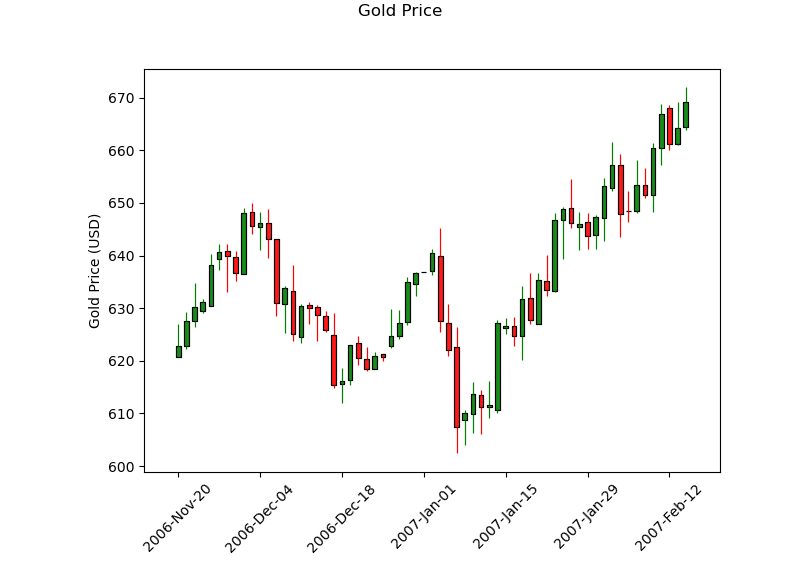 Gold Price
Gold Price (USD)
670
660
650
640
630
620
610
600
2006-Nov-20
2006-Dec-04
2006-Dec-18
2007-Jan-01
2007-Jan-15
2007-Jan-29
2007-Feb-12